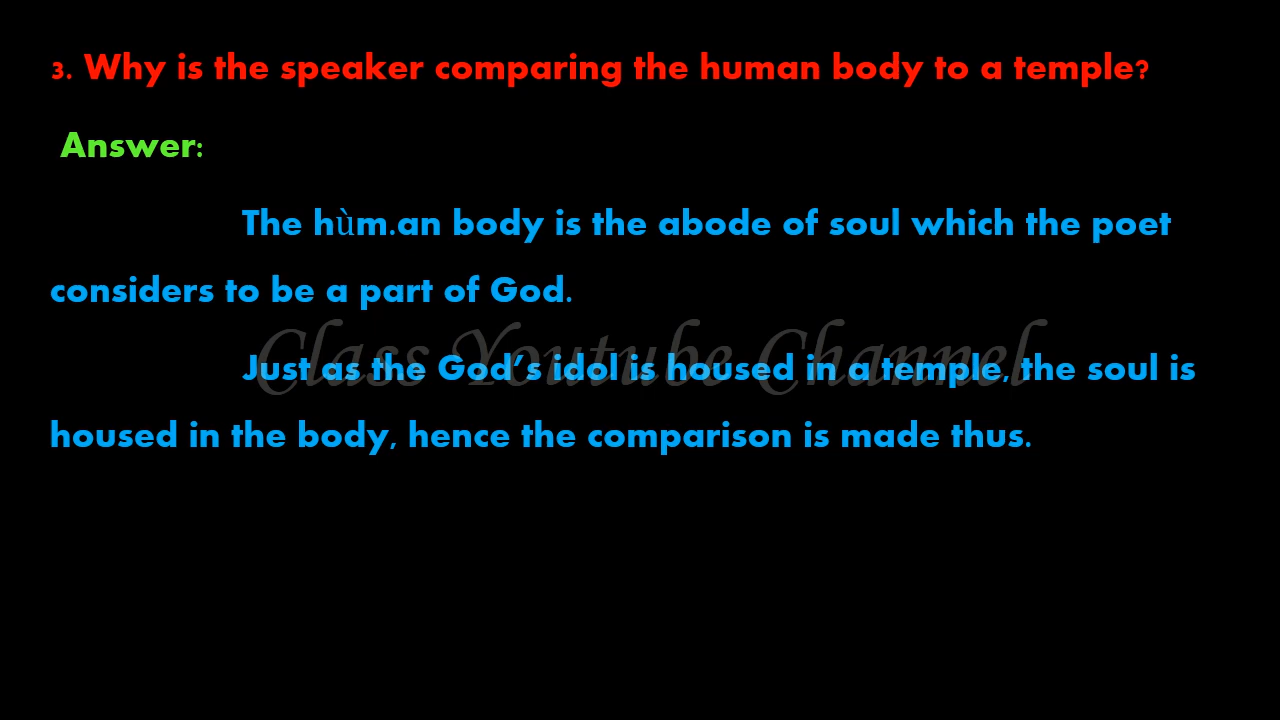 3. Why is the speaker comparing the human body to a temple?
Answer:
The hùm.an body is the abode of soul which the poet
considers to be a part of God.
Class Youtube Channel
Just as the God's idol is housed in a temple, the soul is
housed in the body, hence the comparison is made thus.